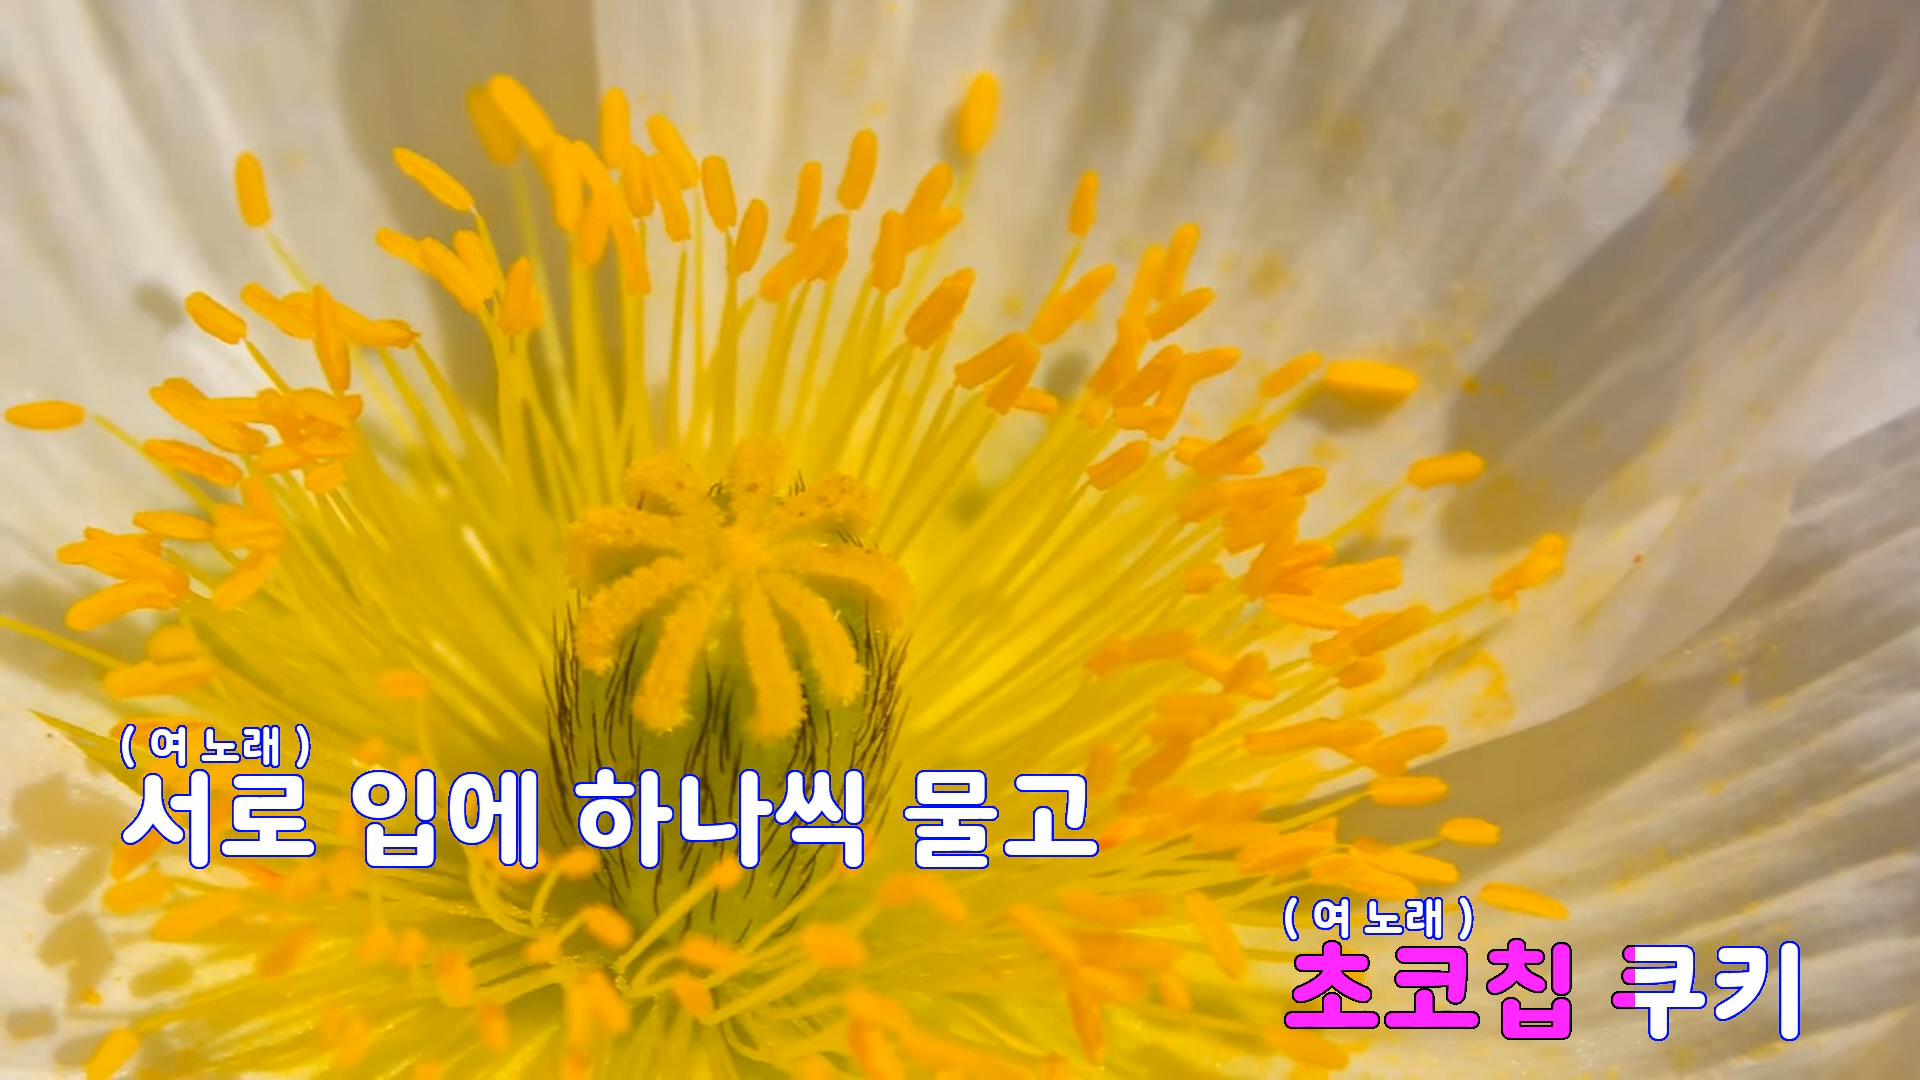 ( 여 노래 )
서로 입에 하나씩 물고
( 여 노래 )
초코칩 쿠키